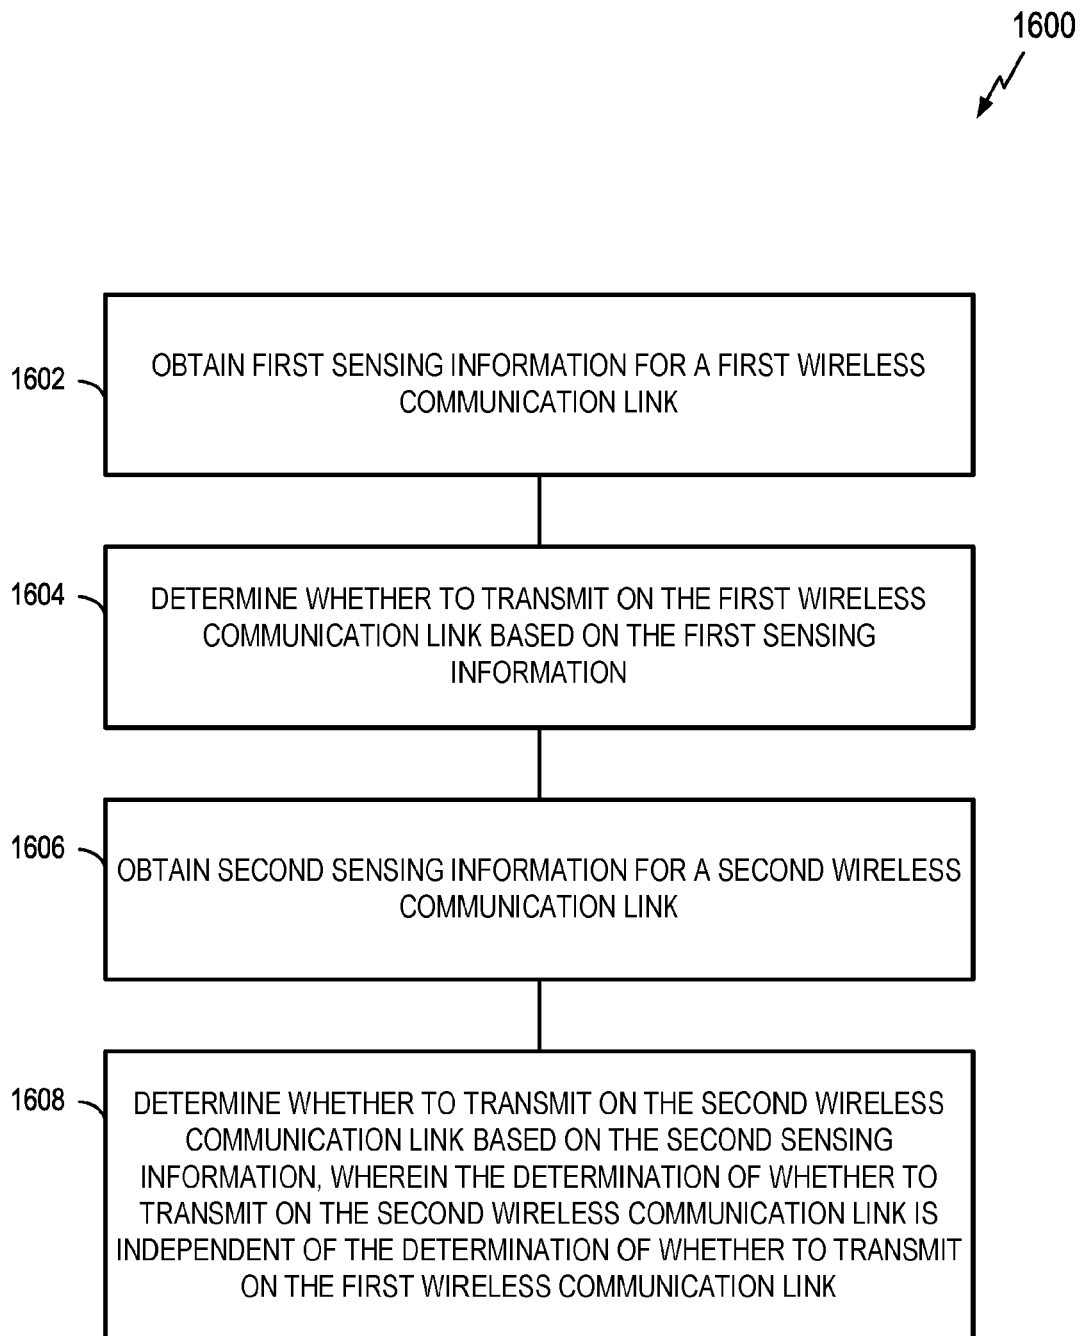 1600
1602
OBTAIN FIRST SENSING INFORMATION FOR A FIRST WIRELESS
COMMUNICATION LINK
1604
DETERMINE WHETHER TO TRANSMIT ON THE FIRST WIRELESS
COMMUNICATION LINK BASED ON THE FIRST SENSING
INFORMATION
1606
OBTAIN SECOND SENSING INFORMATION FOR A SECOND WIRELESS
COMMUNICATION LINK
1608
DETERMINE WHETHER TO TRANSMIT ON THE SECOND WIRELESS
COMMUNICATION LINK BASED ON THE SECOND SENSING
INFORMATION, WHEREIN THE DETERMINATION OF WHETHER TO
TRANSMIT ON THE SECOND WIRELESS COMMUNICATION LINK IS
INDEPENDENT OF THE DETERMINATION OF WHETHER TO TRANSMIT
ON THE FIRST WIRELESS COMMUNICATION LINK